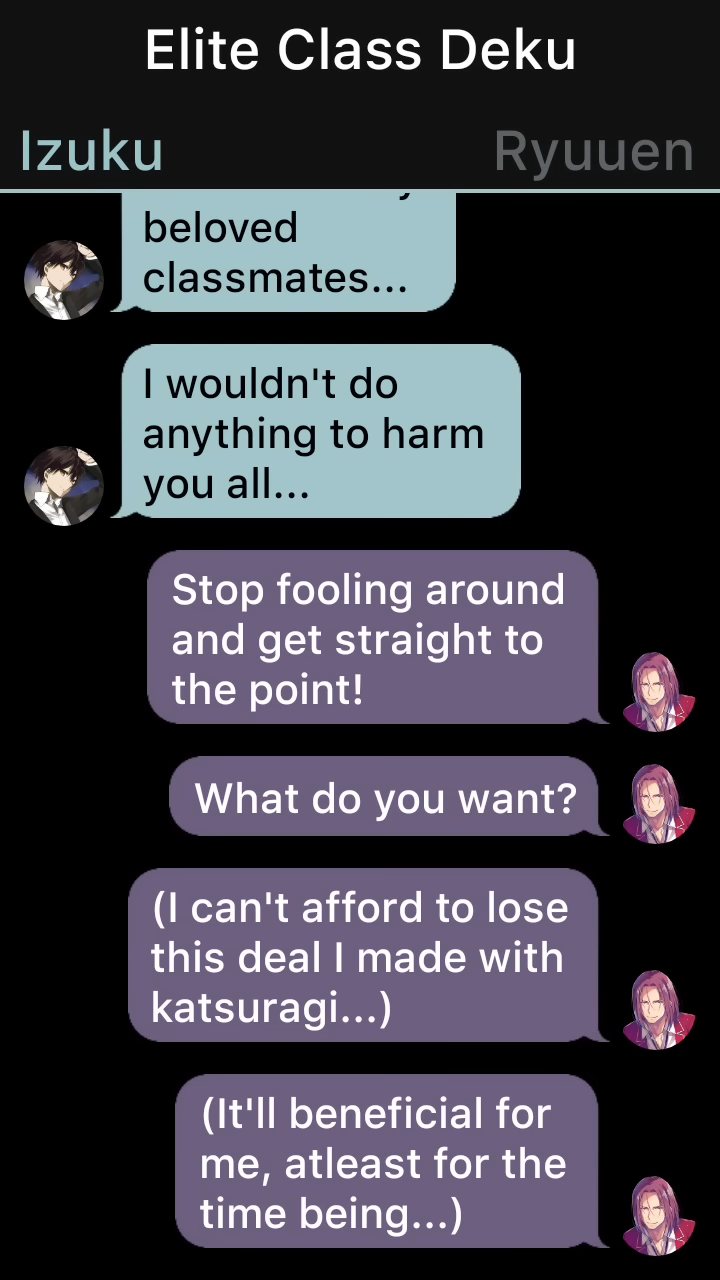 Elite Class Deku
Izuku
Ryuuen
beloved
classmates...
I wouldn't do
anything to harm
you all...
Stop fooling around
and get straight to
the point!
What do you want?
(I can't afford to lose
this deal I made with
katsuragi...)
(It'll beneficial for
me, atleast for the
time being...)